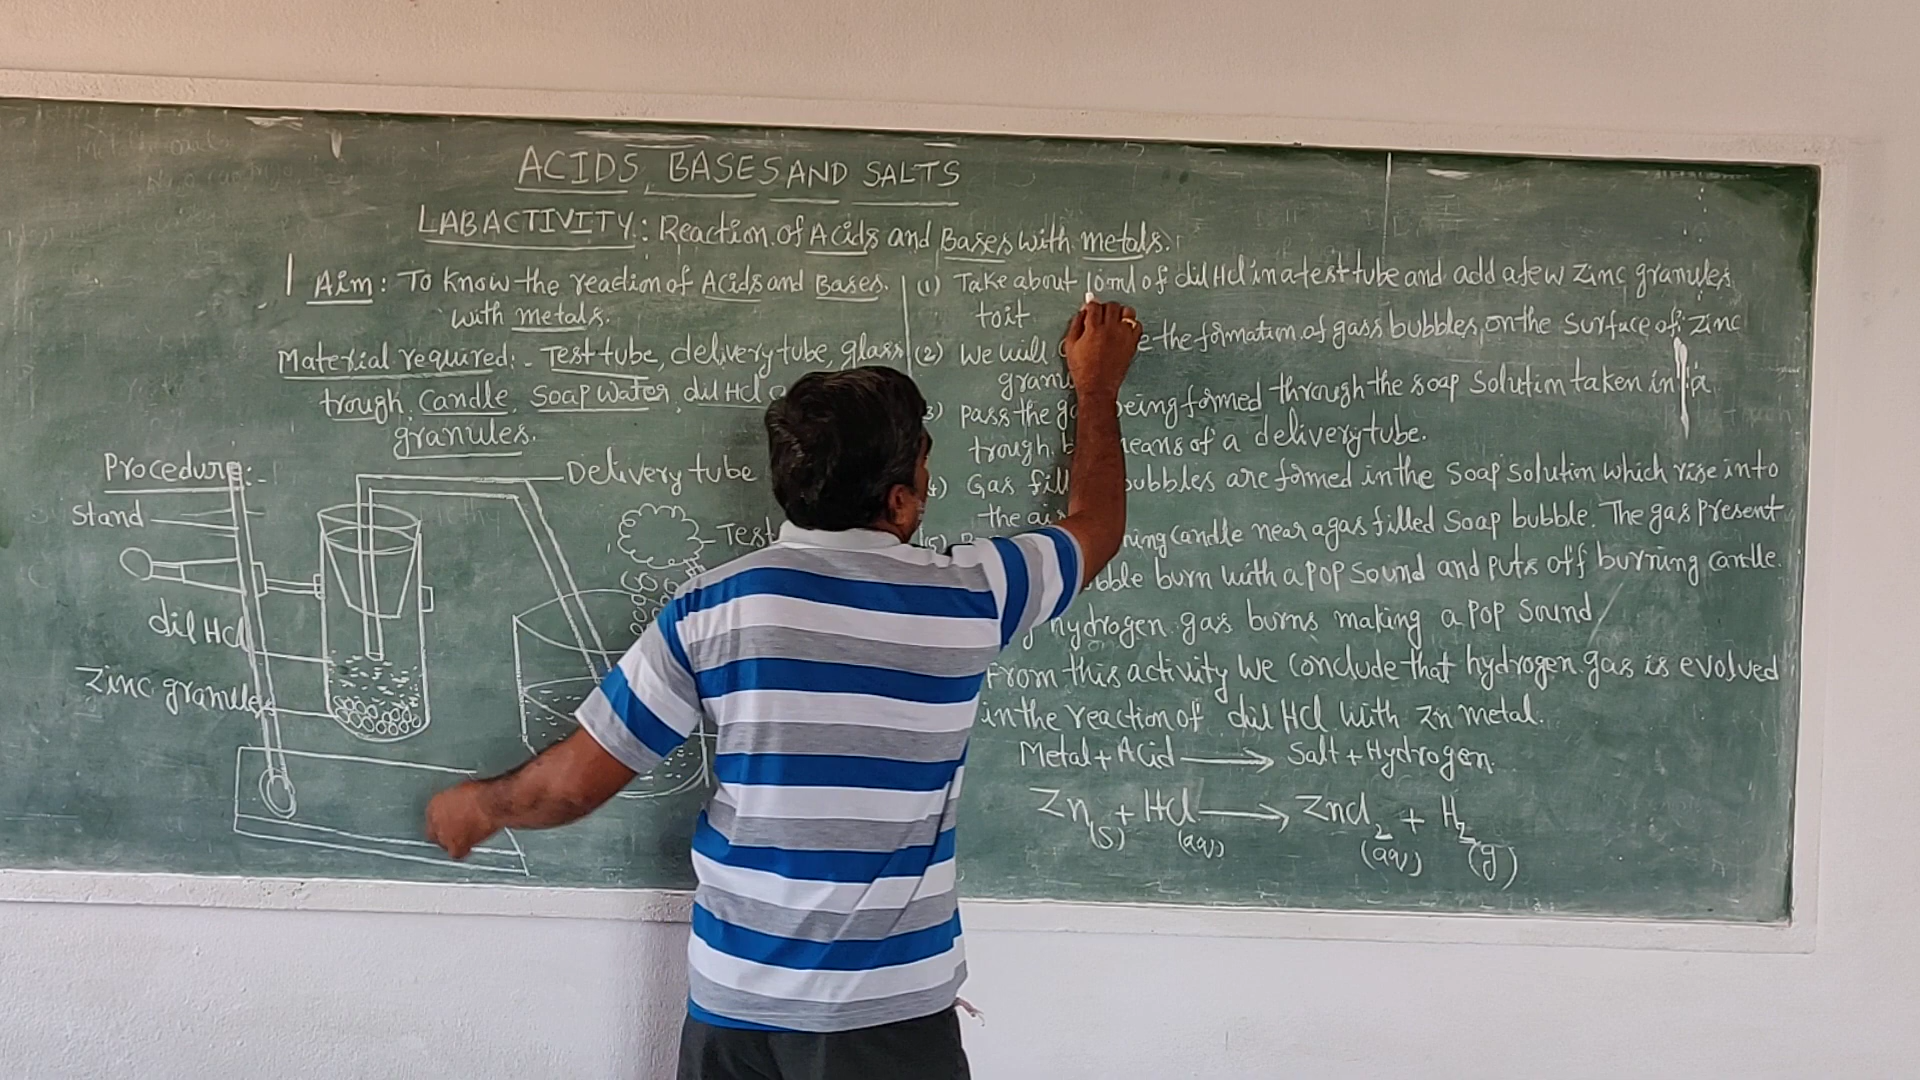 ACIDS, BASES AND SALTS
LAB ACTIVITY: Reaction of Acids and Bases with metals.
Aim: To know the reaction of Acids and Bases.
with metals.
Material required:- Test tube, delivery tube, glass
trough, Candle, Soap Water, dil Hcl
granules.
Procedure:-
Delivery tube
Stand
Test
dil HCl
Zinc granules
(1) Take about 10ml of dil Hcl in a test tube and add a few Zinc granules
to it.
(2) We will the formation of gass bubbles, on the surface of Zinc
(3) Pass the being formed through the soap solution taken in a
trough, means of a delivery tube.
(4) Gas bubbles are formed in the soap solution which rise into
the air
(5) candle near a gas filled soap bubble. The gas present
burn with a pop sound and puts off burning candle.
hydrogen gas burns making a pop sound
From this activity we conclude that hydrogen gas is evolved
in the reaction of dil HCl with Zn metal.
Metal + Acid → Salt + Hydrogen.
Zn(s) + HCl(aq) → Zncl2(aq) + H2(g)